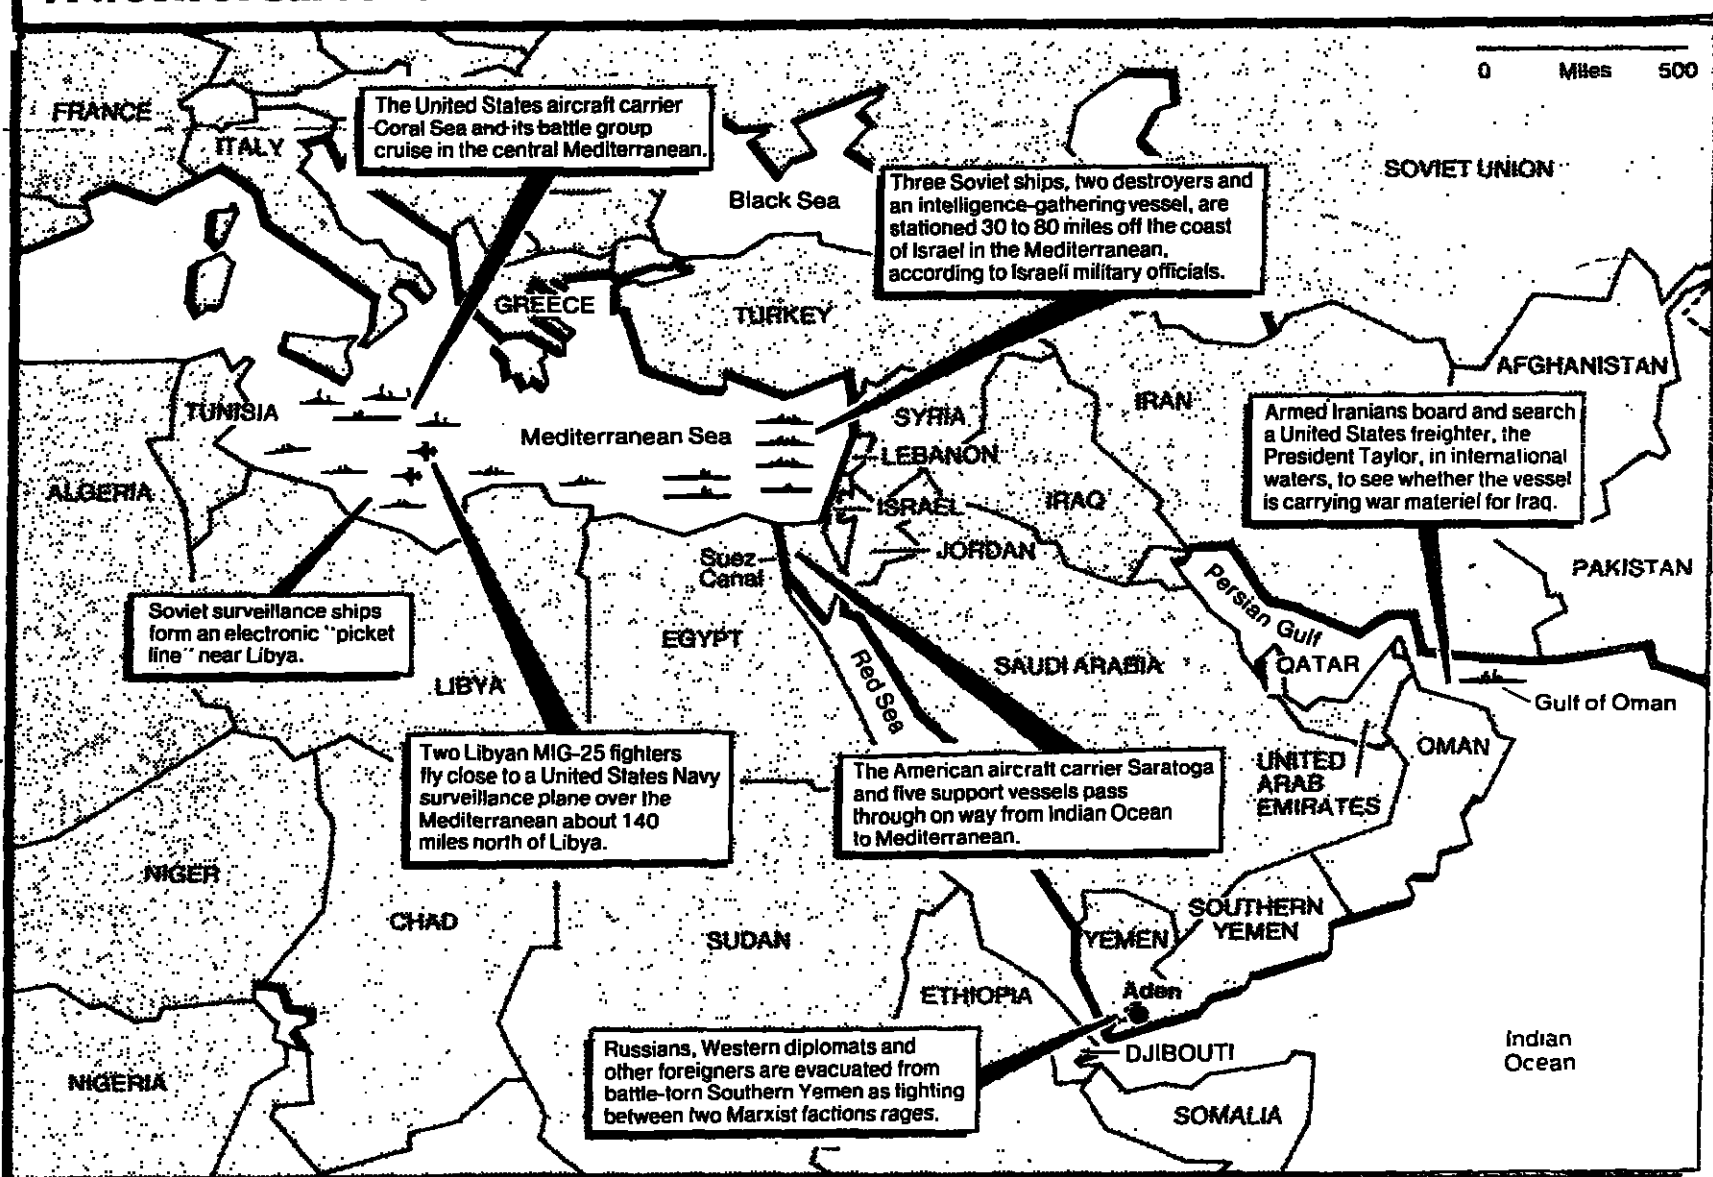 0 Miles 500
FRANCE
ITALY
The United States aircraft carrier
Coral Sea and its battle group
cruise in the central Mediterranean.
Black Sea
SOVIET UNION
Three Soviet ships, two destroyers and
an intelligence-gathering vessel, are
stationed 30 to 80 miles off the coast
of Israel in the Mediterranean,
according to Israeli military officials.
GREECE
TURKEY
AFGHANISTAN
TUNISIA
Mediterranean Sea
SYRIA
IRAN
Armed Iranians board and search
a United States freighter, the
President Taylor, in international
waters, to see whether the vessel
is carrying war materiel for Iraq.
LEBANON
ALGERIA
ISRAEL
IRAQ
JORDAN
Suez
Canal
PAKISTAN
Persian Gulf
Soviet surveillance ships
form an electronic "picket
line" near Libya.
EGYPT
Red Sea
SAUDI ARABIA
QATAR
LIBYA
Gulf of Oman
Two Libyan MIG-25 fighters
fly close to a United States Navy
surveillance plane over the
Mediterranean about 140
miles north of Libya.
The American aircraft carrier Saratoga
and five support vessels pass
through on way from Indian Ocean
to Mediterranean.
UNITED
ARAB
EMIRATES
OMAN
NIGER
CHAD
SUDAN
YEMEN
SOUTHERN
YEMEN
ETHIOPIA
Aden
Russians, Western diplomats and
other foreigners are evacuated from
battle-torn Southern Yemen as fighting
between two Marxist factions rages.
DJIBOUTI
Indian
Ocean
NIGERIA
SOMALIA